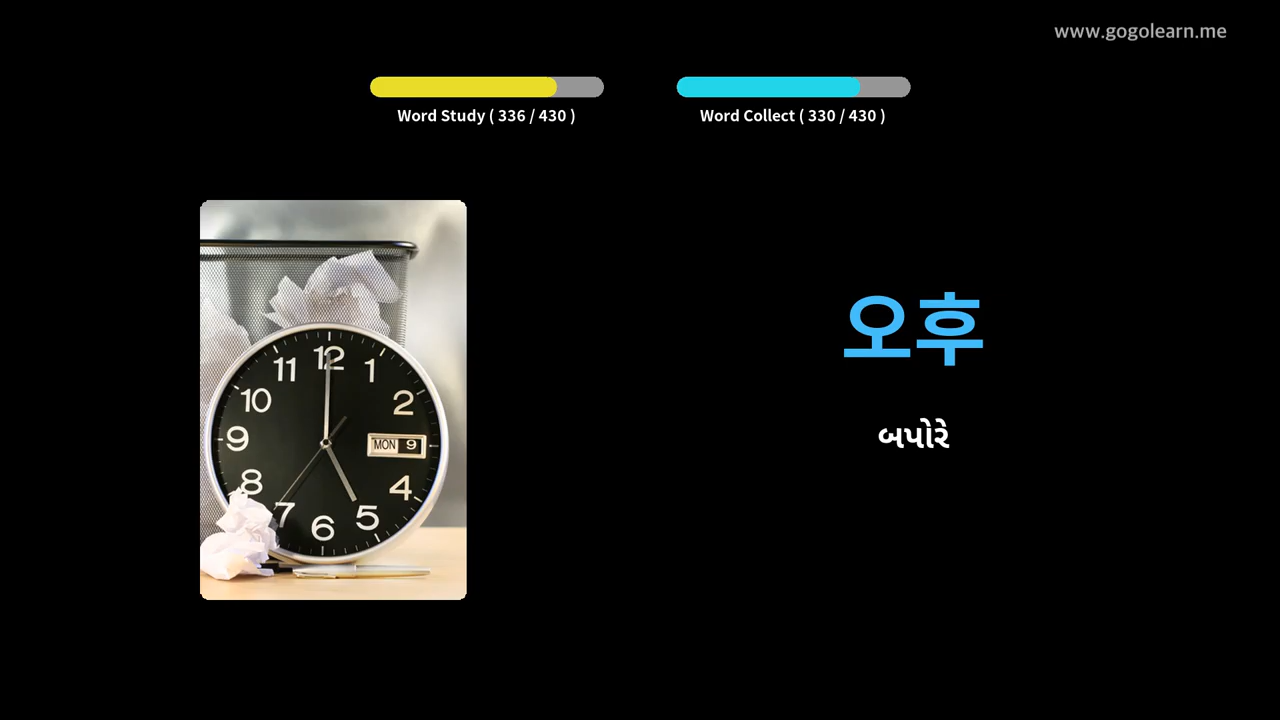 www.gogolearn.me
Word Study ( 336 / 430 )
Word Collect ( 330 / 430 )
12
11
1
10
2
9
MON 9
8
4
7
5
6
오후
બપોરે